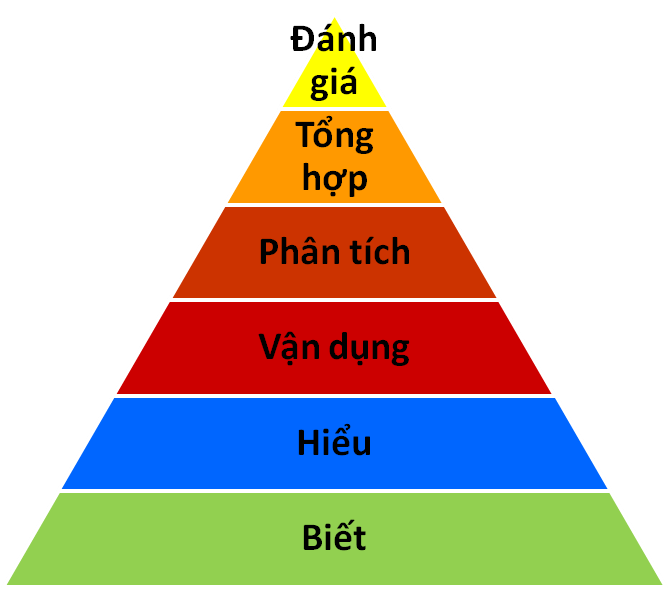 Đánh
giá
Tổng
hợp
Phân tích
Vận dụng
Hiểu
Biết